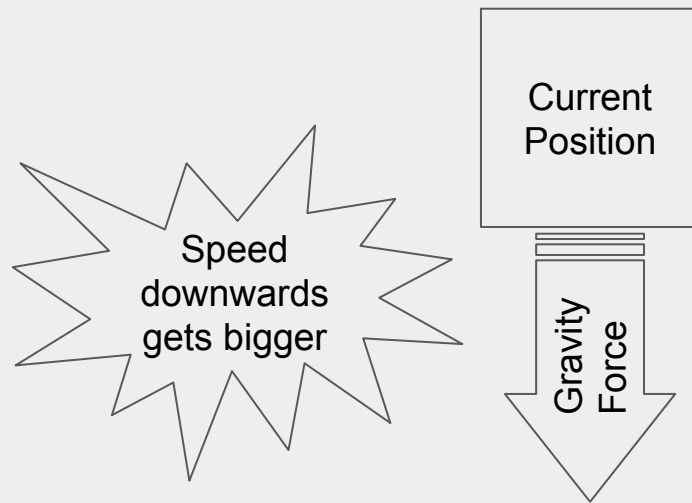 Current
Position
Speed
downwards
gets bigger
Gravity
Force